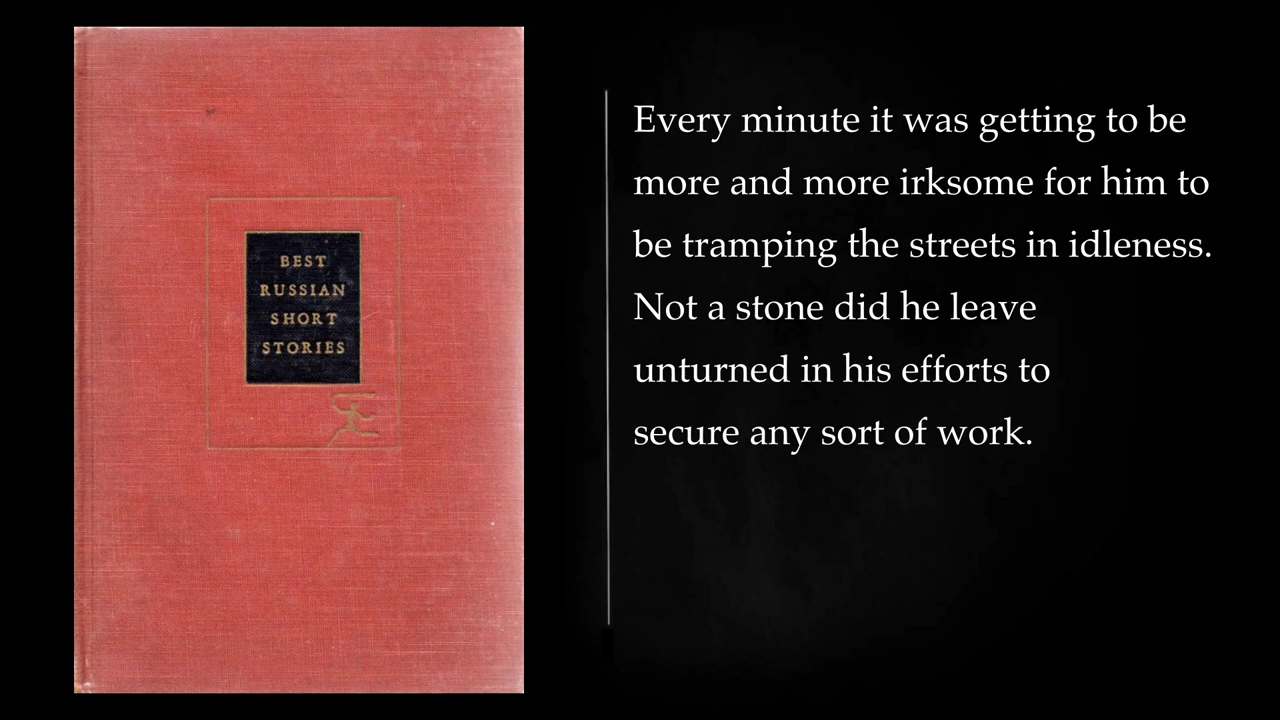 BEST
RUSSIAN
SHORT
STORIES
Every minute it was getting to be
more and more irksome for him to
be tramping the streets in idleness.
Not a stone did he leave
unturned in his efforts to
secure any sort of work.